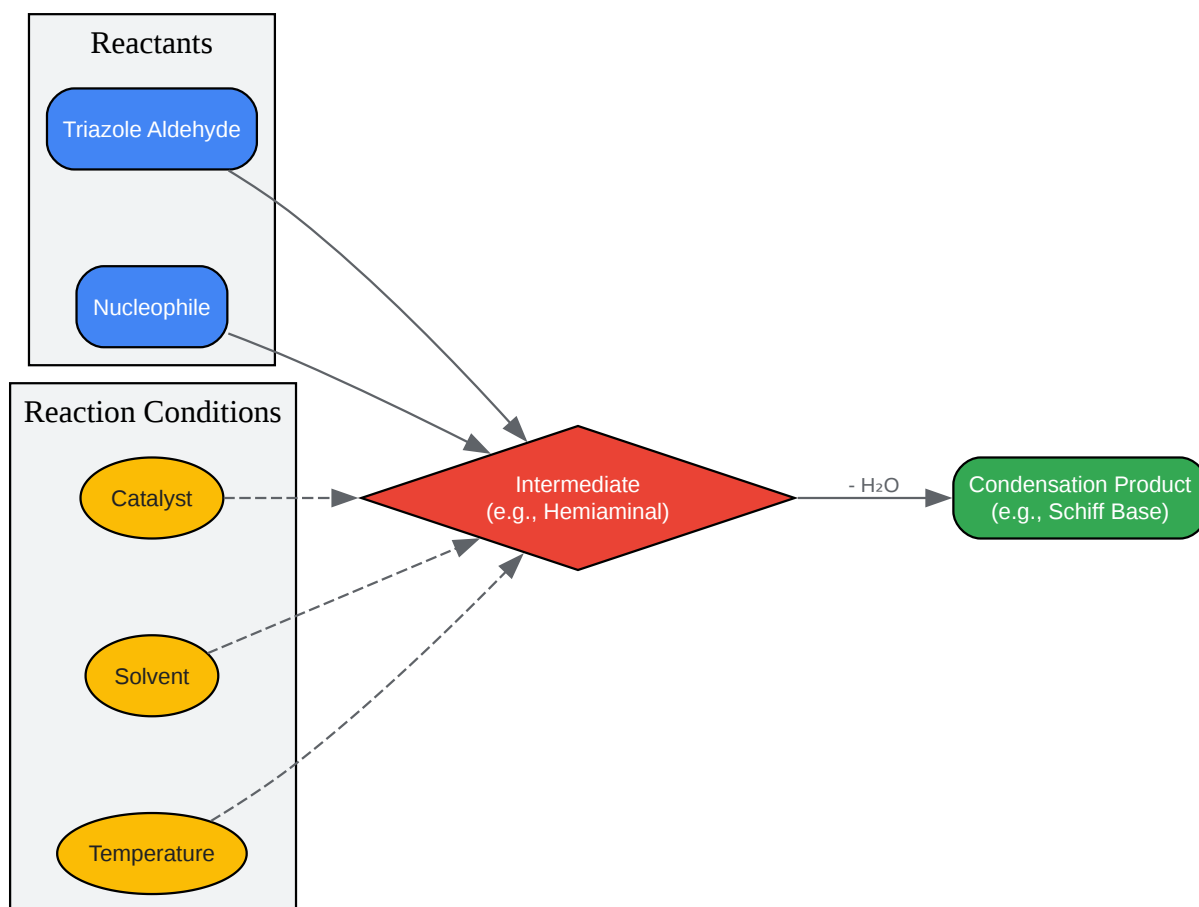 Reactants
Triazole Aldehyde
Nucleophile
Reaction Conditions
Catalyst
Solvent
Temperature
Intermediate
(e.g., Hemiaminal)
- H₂O
Condensation Product
(e.g., Schiff Base)